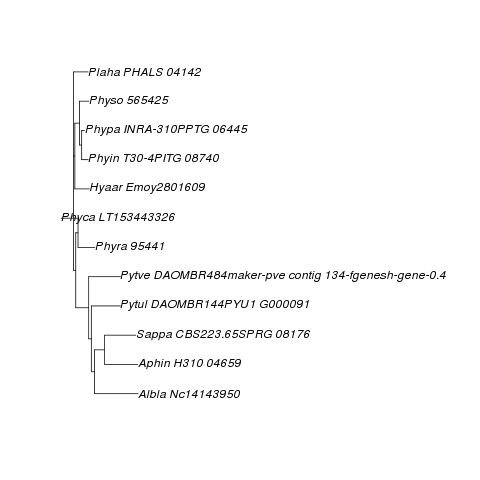 Plaha PHALS 04142
Physo 565425
Phypa INRA-310PPTG 06445
Phyin T30-4PITG 08740
Hyaar Emoy2801609
Phyca LT153443326
Phyra 95441
Pytve DAOMBR484maker-pve contig 134-fgenesh-gene-0.4
Pytul DAOMBR144PYU1 G000091
Sappa CBS223.65SPRG 08176
Aphin H310 04659
Albla Nc14143950